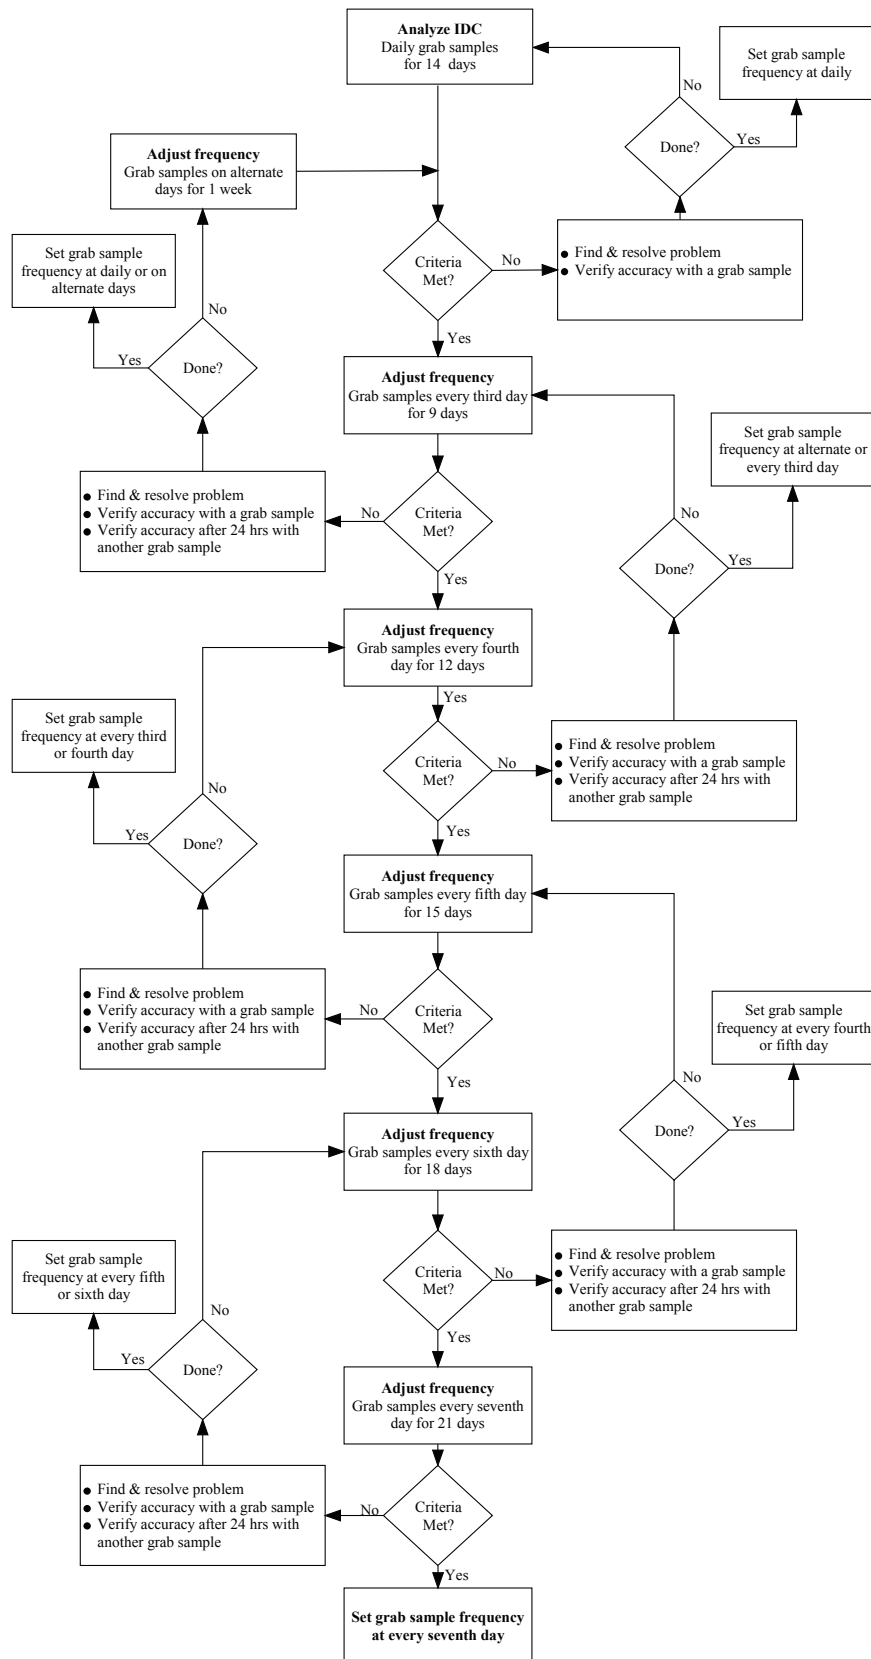 Analyze IDC
Daily grab samples
for 14 days
Set grab sample
frequency at daily
No
Done?
Yes
Adjust frequency
Grab samples on alternate
days for 1 week
Criteria
Met?
No
● Find & resolve problem
● Verify accuracy with a grab sample
Set grab sample
frequency at daily or on
alternate days
No
Yes
Done?
Yes
Adjust frequency
Grab samples every third day
for 9 days
Set grab sample
frequency at alternate or
every third day
● Find & resolve problem
● Verify accuracy with a grab sample
● Verify accuracy after 24 hrs with
another grab sample
No
Criteria
Met?
No
Done?
Yes
Yes
Adjust frequency
Grab samples every fourth
day for 12 days
Yes
Set grab sample
frequency at every third
or fourth day
Criteria
Met?
No
● Find & resolve problem
● Verify accuracy with a grab sample
● Verify accuracy after 24 hrs with
another grab sample
No
Yes
Done?
Yes
Adjust frequency
Grab samples every fifth day
for 15 days
● Find & resolve problem
● Verify accuracy with a grab sample
● Verify accuracy after 24 hrs with
another grab sample
No
Criteria
Met?
Set grab sample
frequency at every fourth
or fifth day
Yes
No
Done?
Yes
Adjust frequency
Grab samples every sixth day
for 18 days
Set grab sample
frequency at every fifth
or sixth day
Criteria
Met?
No
● Find & resolve problem
● Verify accuracy with a grab sample
● Verify accuracy after 24 hrs with
another grab sample
No
Yes
Done?
Yes
Adjust frequency
Grab samples every seventh
day for 21 days
● Find & resolve problem
● Verify accuracy with a grab sample
● Verify accuracy after 24 hrs with
another grab sample
No
Criteria
Met?
Yes
Set grab sample frequency
at every seventh day